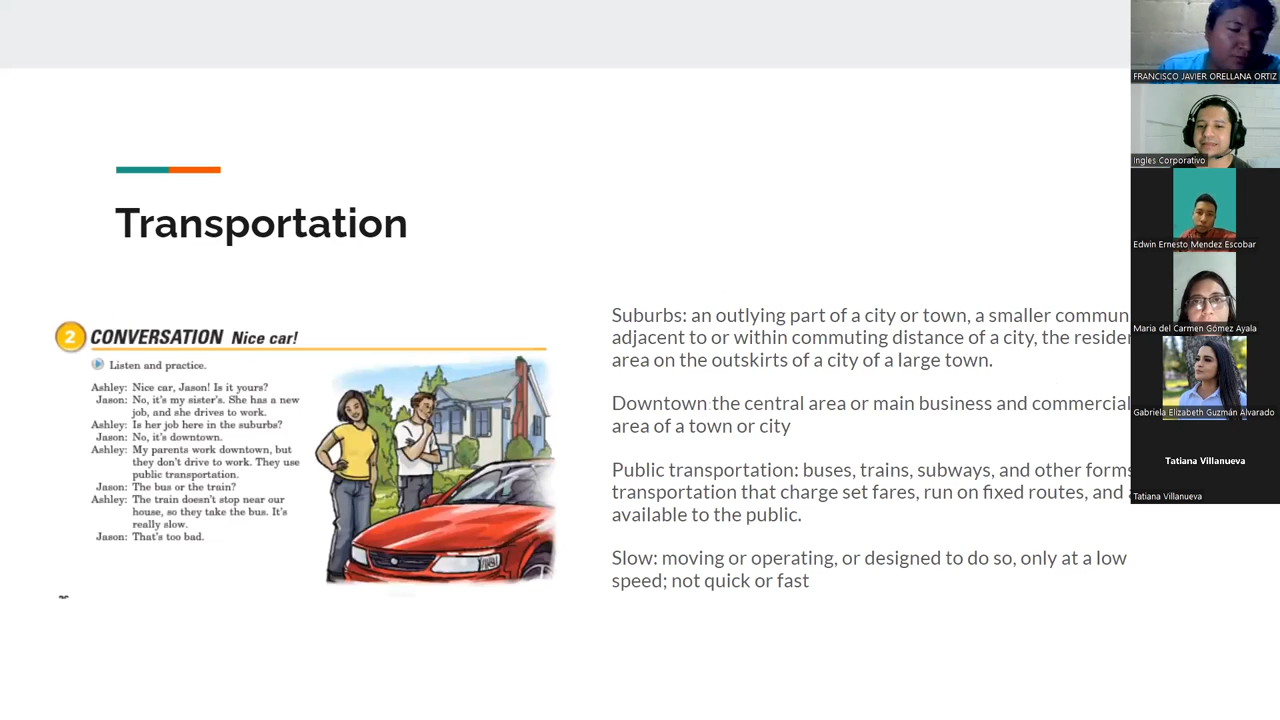 Transportation
2 CONVERSATION Nice car!
Listen and practice.
Ashley: Nice car, Jason! Is it yours?
Jason: No, it's my sister's. She has a new
job, and she drives to work.
Ashley: Is her job here in the suburbs?
Jason: No, it's downtown.
Ashley: My parents work downtown, but
they don't drive to work. They use
public transportation.
Jason: The bus or the train?
Ashley: The train doesn't stop near our
house, so they take the bus. It's
really slow.
Jason: That's too bad.
Suburbs: an outlying part of a city or town, a smaller commun
adjacent to or within commuting distance of a city, the residen
area on the outskirts of a city of a large town.
Downtown: the central area or main business and commercial
area of a town or city
Public transportation: buses, trains, subways, and other forms
transportation that charge set fares, run on fixed routes, and a
available to the public.
Slow: moving or operating, or designed to do so, only at a low
speed; not quick or fast
FRANCISCO JAVIER ORELLANA ORTIZ
Ingles Corporativo
Edwin Ernesto Mendez Escobar
Maria del Carmen Gómez Ayala
Gabriela Elizabeth Guzmán Alvarado
Tatiana Villanueva
Tatiana Villanueva